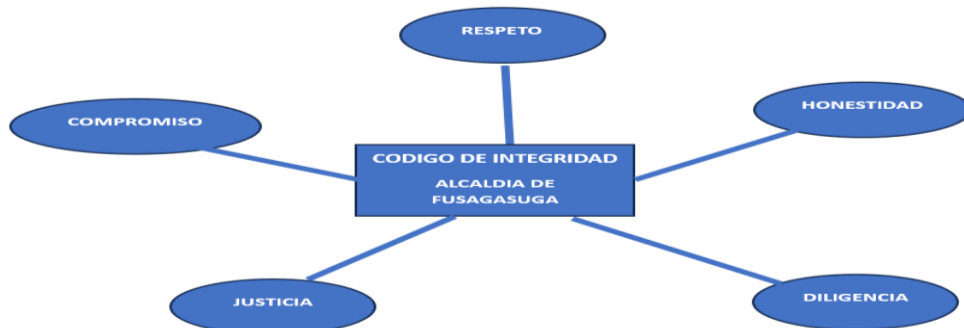 RESPETO
HONESTIDAD
COMPROMISO
CODIGO DE INTEGRIDAD
ALCALDIA DE
FUSAGASUGA
JUSTICIA
DILIGENCIA